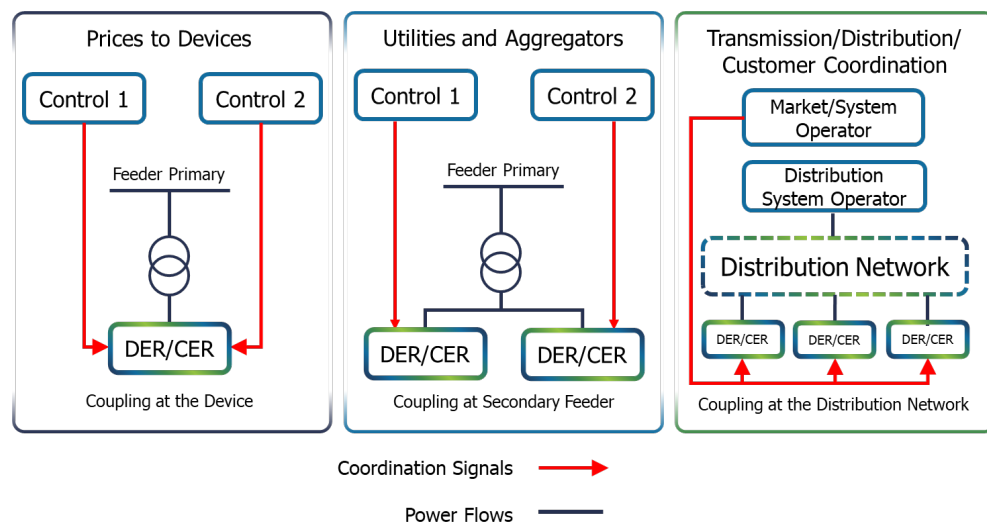 Prices to Devices
Control 1
Control 2
Feeder Primary
DER/CER
Coupling at the Device
Utilities and Aggregators
Control 1
Control 2
Feeder Primary
DER/CER
DER/CER
Coupling at Secondary Feeder
Transmission/Distribution/
Customer Coordination
Market/System
Operator
Distribution
System Operator
Distribution Network
DER/CER
DER/CER
DER/CER
Coupling at the Distribution Network
Coordination Signals
Power Flows